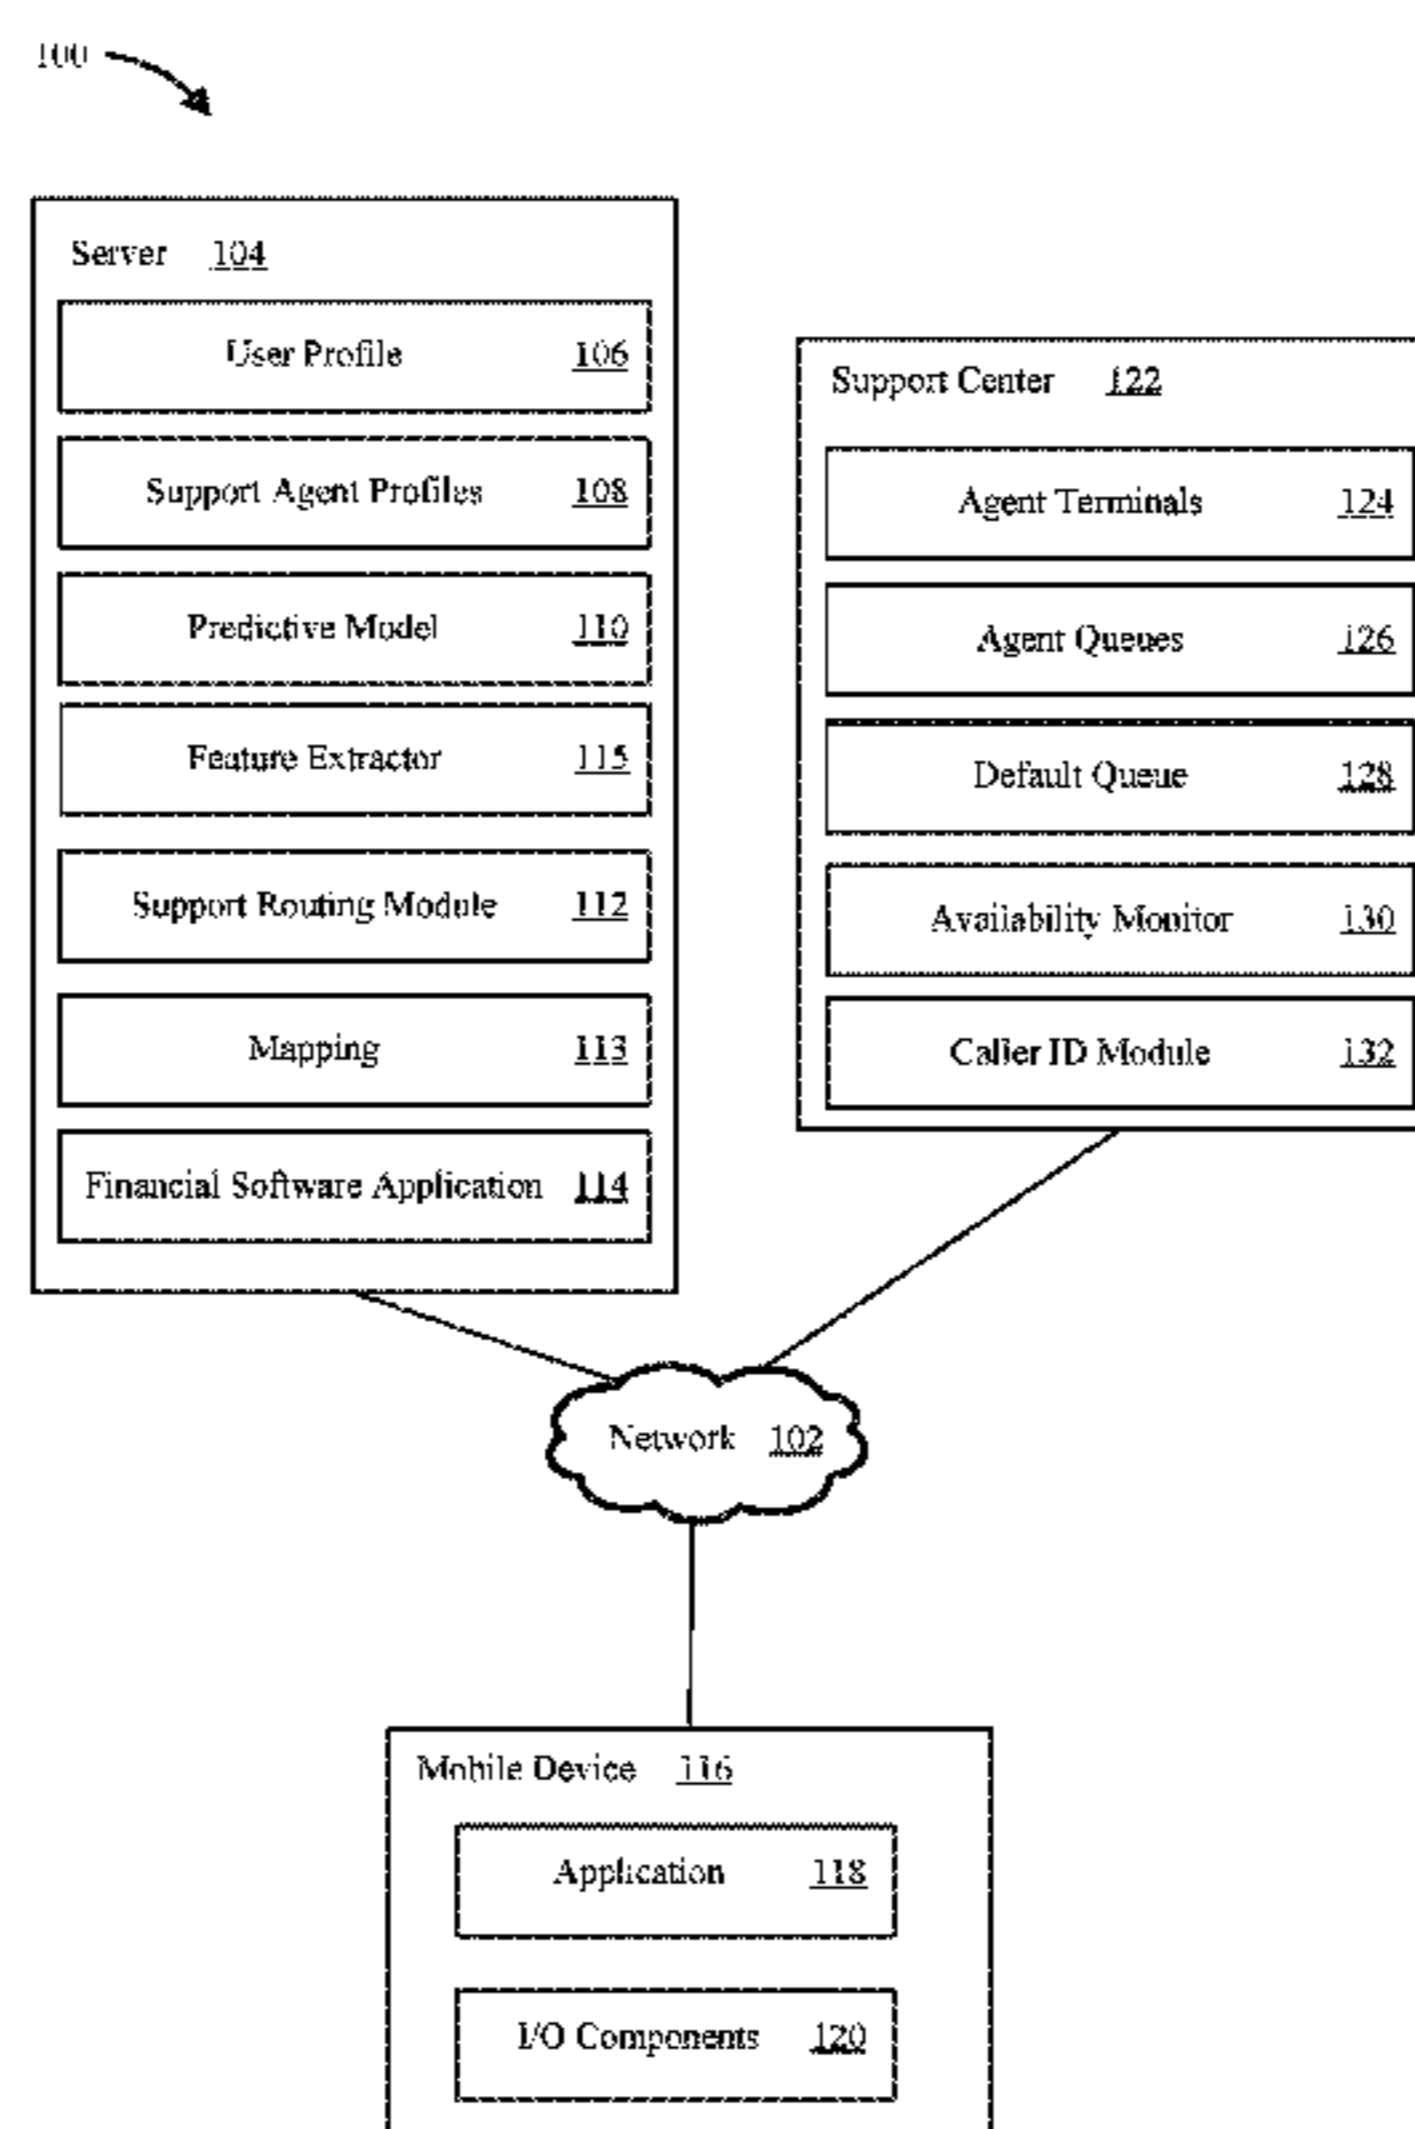 100
Server 104
User Profile 106
Support Agent Profiles 108
Predictive Model 110
Feature Extractor 115
Support Routing Module 112
Mapping 113
Financial Software Application 114
Support Center 122
Agent Terminals 124
Agent Queues 126
Default Queue 128
Availability Monitor 130
Caller ID Module 132
Network 102
Mobile Device 116
Application 118
I/O Components 120